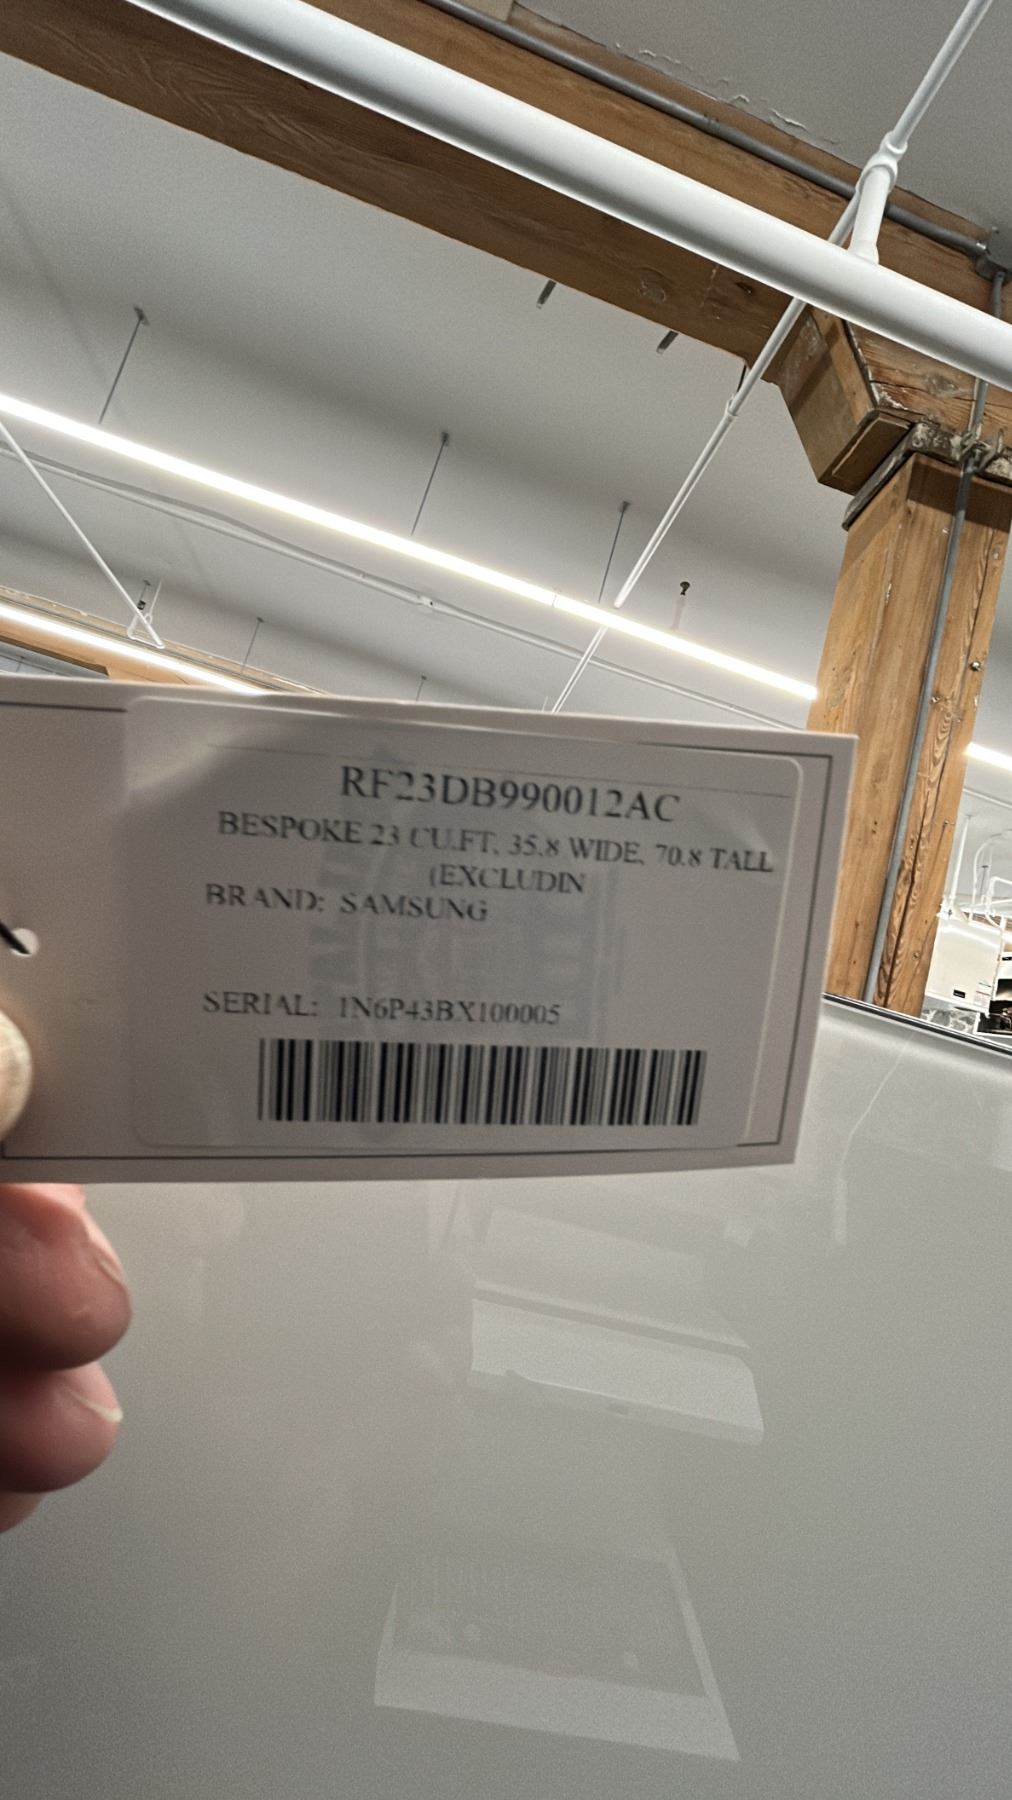 RF23DB990012AC
BESPOKE 23 CU.FT, 35.8 WIDE, 70.8 TALL
(EXCLUDIN
BRAND: SAMSUNG
SERIAL: 1N6P43BX100005